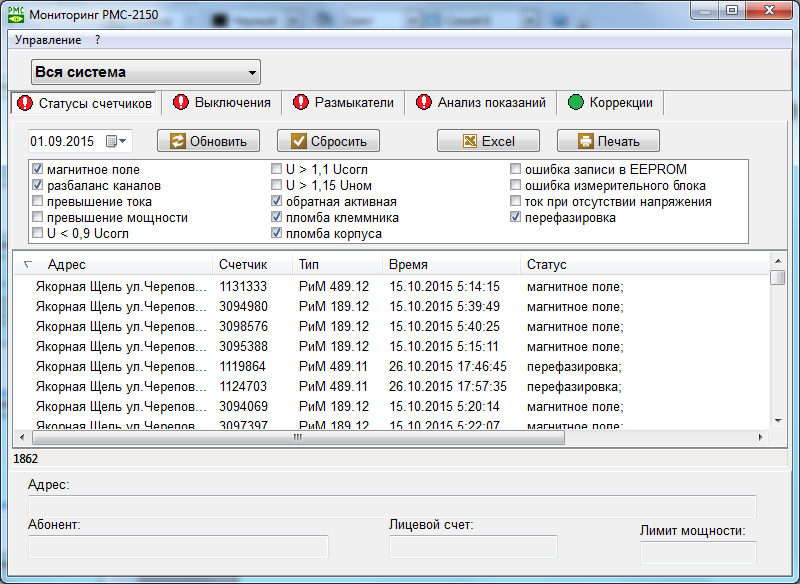 Мониторинг РМС-2150
Управление ?
Вся система
Статусы счетчиков Выключения Размыкатели Анализ показаний Коррекции
01.09.2015 Обновить Сбросить Excel Печать
магнитное поле U > 1,1 Uсогл ошибка записи в EEPROM
разбаланс каналов U > 1,15 Uном ошибка измерительного блока
превышение тока обратная активная ток при отсутствии напряжения
превышение мощности пломба клеммника перефазировка
U < 0,9 Uсогл пломба корпуса
Адрес Счетчик Тип Время Статус
Якорная Щель ул.Черепов... 1131333 РиМ 489.12 15.10.2015 5:14:15 магнитное поле;
Якорная Щель ул.Черепов... 3094980 РиМ 189.12 15.10.2015 5:39:49 магнитное поле;
Якорная Щель ул.Черепов... 3098576 РиМ 189.12 15.10.2015 5:40:25 магнитное поле;
Якорная Щель ул.Черепов... 3095388 РиМ 189.12 15.10.2015 5:15:11 магнитное поле;
Якорная Щель ул.Черепов... 1119864 РиМ 489.11 26.10.2015 17:46:45 перефазировка;
Якорная Щель ул.Черепов... 1124703 РиМ 489.11 26.10.2015 17:57:35 перефазировка;
Якорная Щель ул.Черепов... 3094069 РиМ 189.12 15.10.2015 5:20:14 магнитное поле;
Якорная Щель ул.Черепов... 3097397 РиМ 189.12 15.10.2015 5:22:07 магнитное поле;
1862
Адрес:
Абонент: Лицевой счет: Лимит мощности: